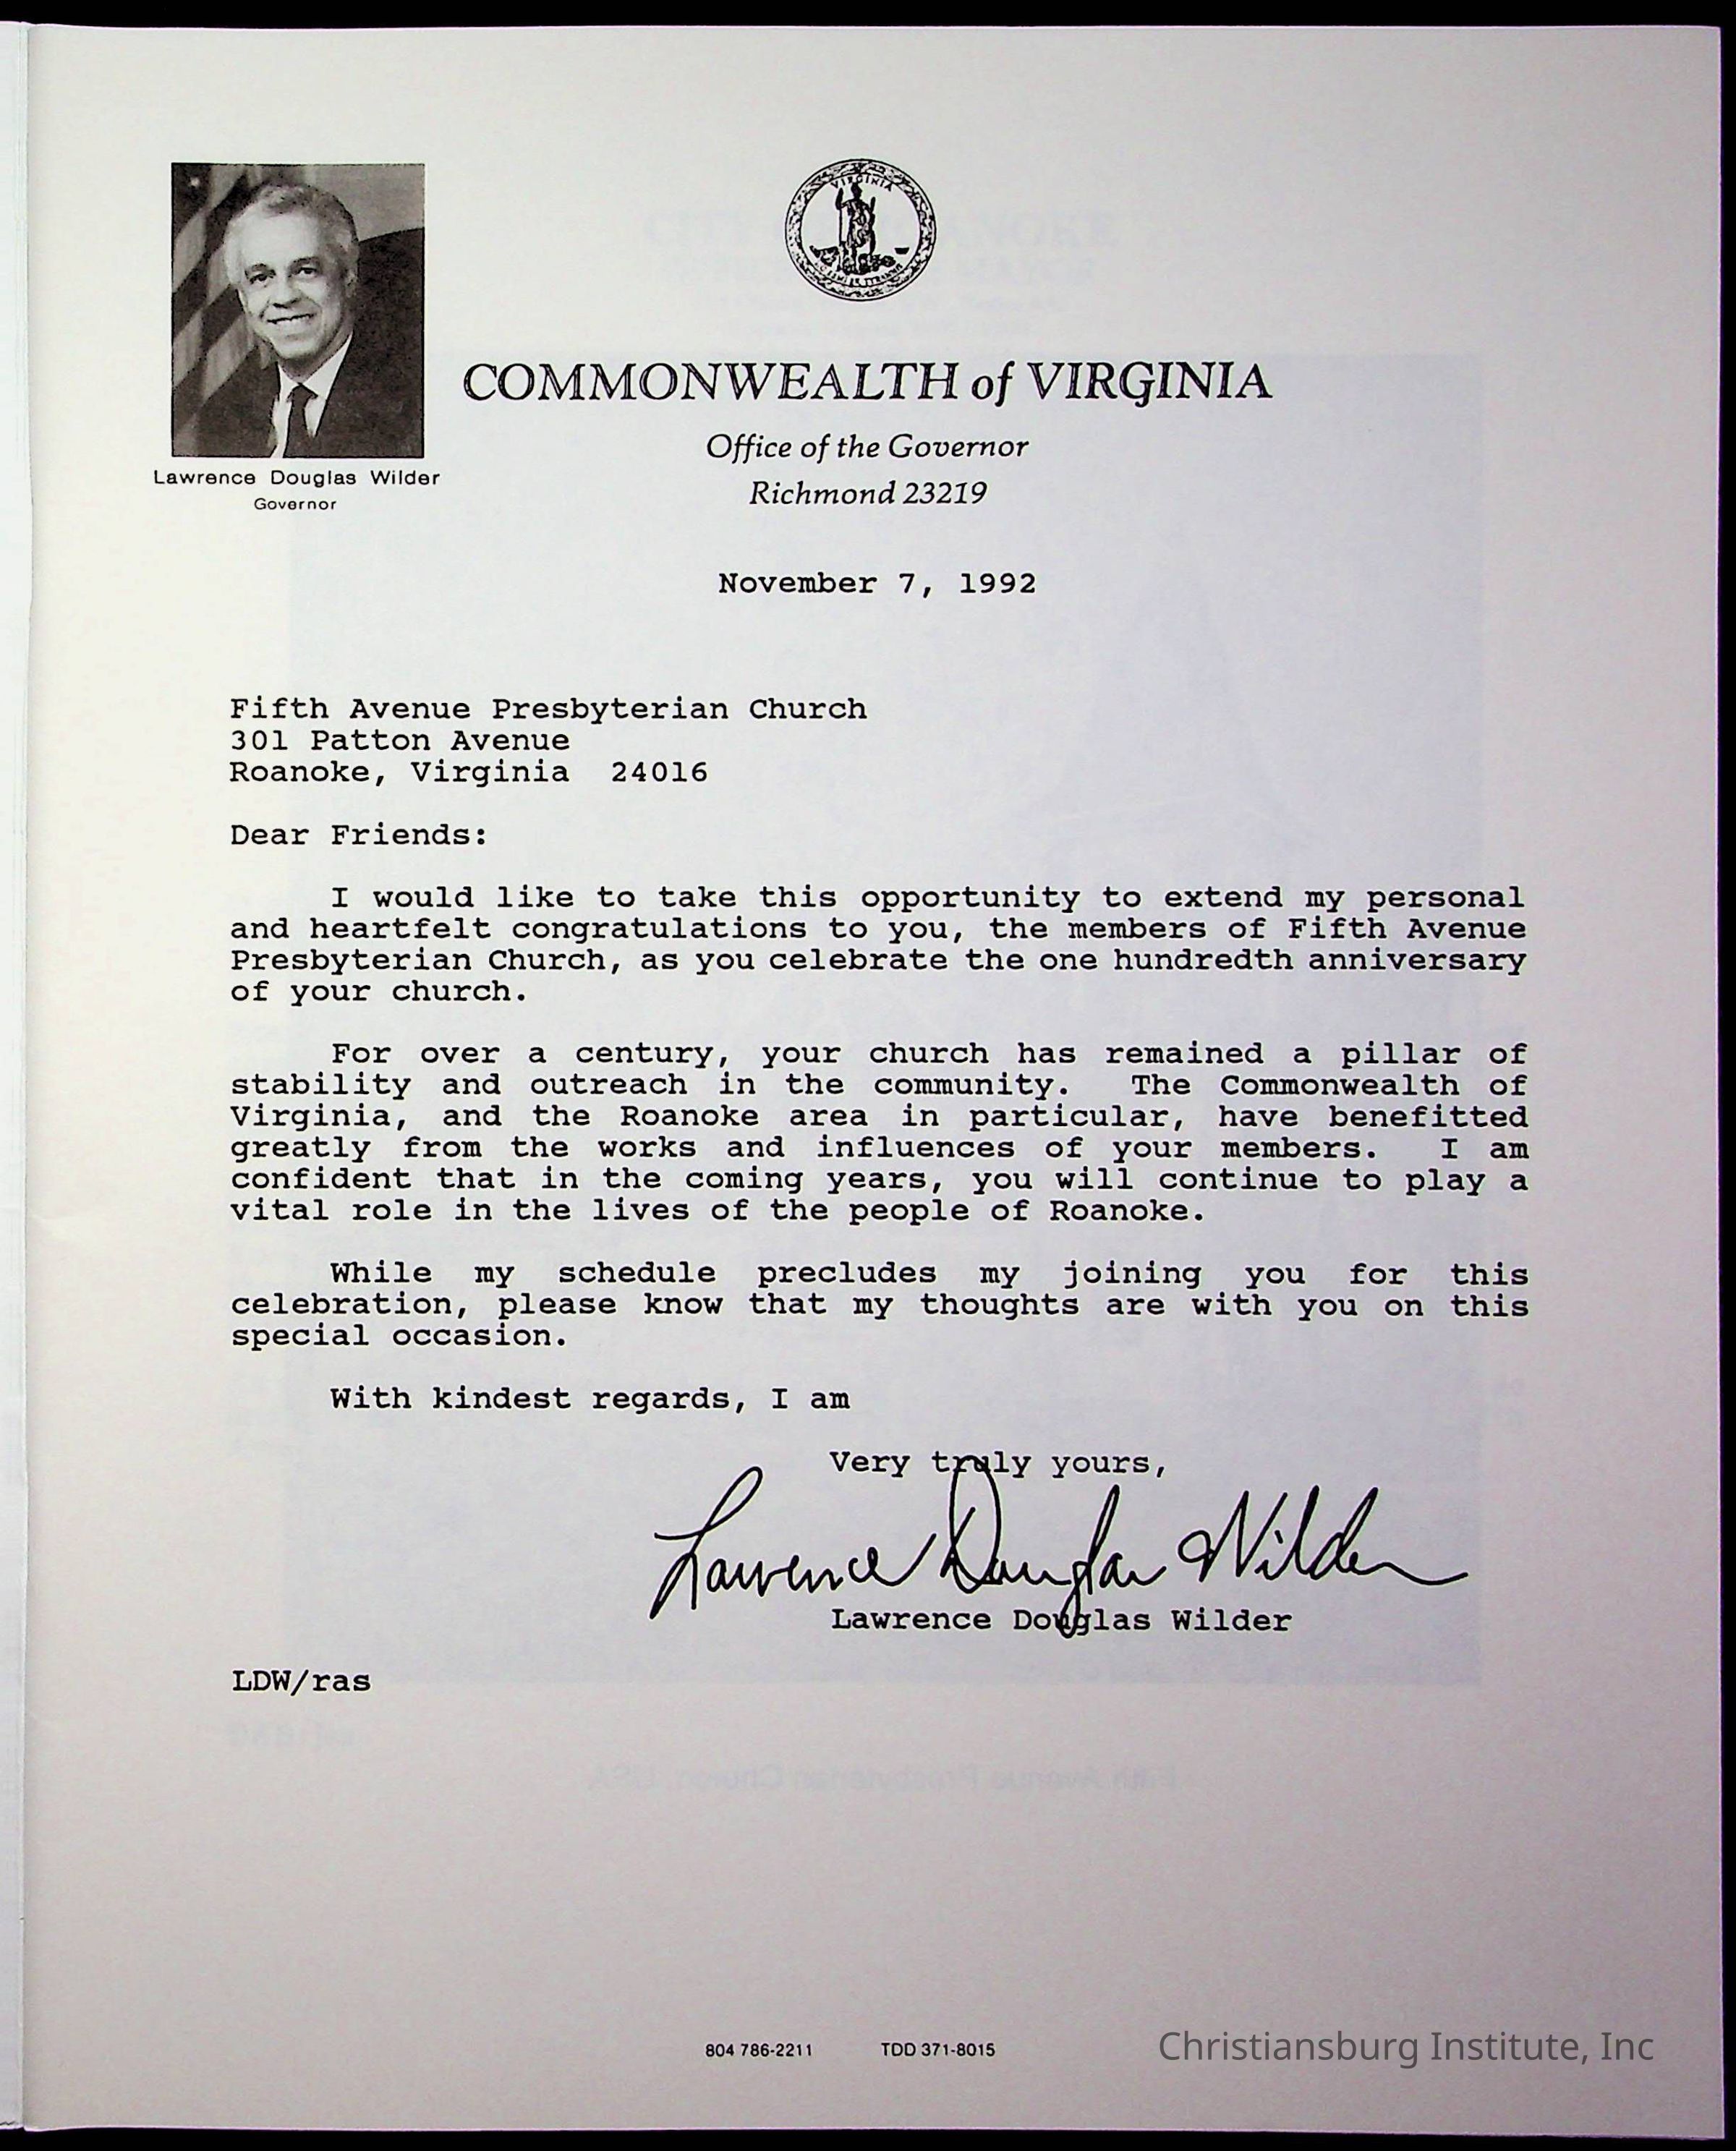 VIRGINIA
COMMONWEALTH of VIRGINIA
Office of the Governor
Richmond 23219
Lawrence Douglas Wilder
Governor
November 7, 1992
Fifth Avenue Presbyterian Church
301 Patton Avenue
Roanoke, Virginia  24016
Dear Friends:
I would like to take this opportunity to extend my personal
and heartfelt congratulations to you, the members of Fifth Avenue
Presbyterian Church, as you celebrate the one hundredth anniversary
of your church.
For over a century, your church has remained a pillar of
stability and outreach in the community.  The Commonwealth of
Virginia, and the Roanoke area in particular, have benefitted
greatly from the works and influences of your members.  I am
confident that in the coming years, you will continue to play a
vital role in the lives of the people of Roanoke.
While my schedule precludes my joining you for this
celebration, please know that my thoughts are with you on this
special occasion.
With kindest regards, I am
Very truly yours,
Lawrence Douglas Wilder
Lawrence Douglas Wilder
LDW/ras
804 786-2211 TDD 371-8015
Christiansburg Institute, Inc